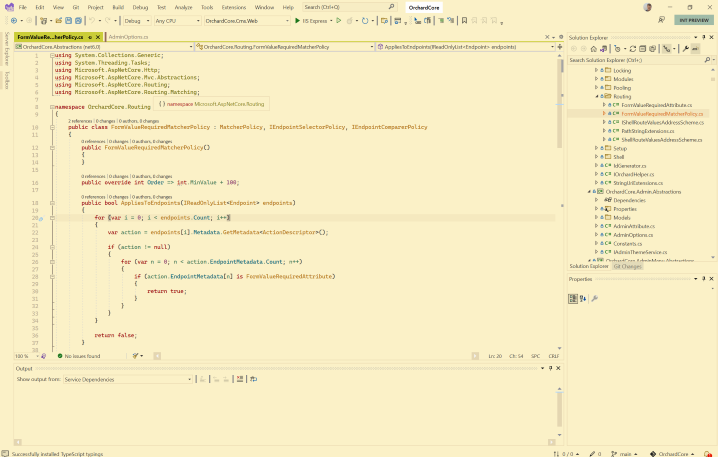 File Edit View Git Project Build Debug Test Analyze Tools Extensions Window Help Search (Ctrl+Q) OrchardCore
Debug Any CPU OrchardCore.Cms.Web IIS Express INT PREVIEW
Server Explorer
Toolbox
FormValueRe...herPolicy.cs AdminOptions.cs
OrchardCore.Abstractions (net6.0) OrchardCore.Routing.FormValueRequiredMatcherPolicy AppliesToEndpoints(IReadOnlyList<Endpoint> endpoints)
1 using System.Collections.Generic;
2 using System.Threading.Tasks;
3 using Microsoft.AspNetCore.Http;
4 using Microsoft.AspNetCore.Mvc.Abstractions;
5 using Microsoft.AspNetCore.Routing;
6 using Microsoft.AspNetCore.Routing.Matching;
7
8 namespace OrchardCore.Routing
{ } namespace Microsoft.AspNetCore.Routing
9 {
2 references | 0 changes | 0 authors, 0 changes
10 public class FormValueRequiredMatcherPolicy : MatcherPolicy, IEndpointSelectorPolicy, IEndpointComparerPolicy
11 {
0 references | 0 changes | 0 authors, 0 changes
12 public FormValueRequiredMatcherPolicy()
13 {
14 }
15
16 public override int Order => int.MinValue + 100;
17
0 references | 0 changes | 0 authors, 0 changes
18 public bool AppliesToEndpoints(IReadOnlyList<Endpoint> endpoints)
19 {
20 for (var i = 0; i < endpoints.Count; i++)
21 {
22 var action = endpoints[i].Metadata.GetMetadata<ActionDescriptor>();
23
24 if (action != null)
25 {
26 for (var n = 0; n < action.EndpointMetadata.Count; n++)
27 {
28 if (action.EndpointMetadata[n] is FormValueRequiredAttribute)
29 {
30 return true;
31 }
32 }
33 }
34 }
35
36 return false;
37 }
38
100 % No issues found Ln: 20 Ch: 54 SPC CRLF
Output
Show output from: Service Dependencies
Solution Explorer
Search Solution Explorer (Ctrl+;)
Locking
Modules
Pooling
Routing
C# FormValueRequiredAttribute.cs
C# FormValueRequiredMatcherPolicy.cs
C# IShellRouteValuesAddressScheme.cs
C# PathStringExtensions.cs
C# ShellRouteValuesAddressScheme.cs
Setup
Shell
C# IIdGenerator.cs
C# IOrchardHelper.cs
C# StringUriExtensions.cs
OrchardCore.Admin.Abstractions
Dependencies
Properties
Models
C# AdminAttribute.cs
C# AdminOptions.cs
C# Constants.cs
C# IAdminThemeService.cs
OrchardCore.AdminMenu.Abstractions
Solution Explorer Git Changes
Properties
Successfully installed TypeScript typings 0 / 0 0 main OrchardCore